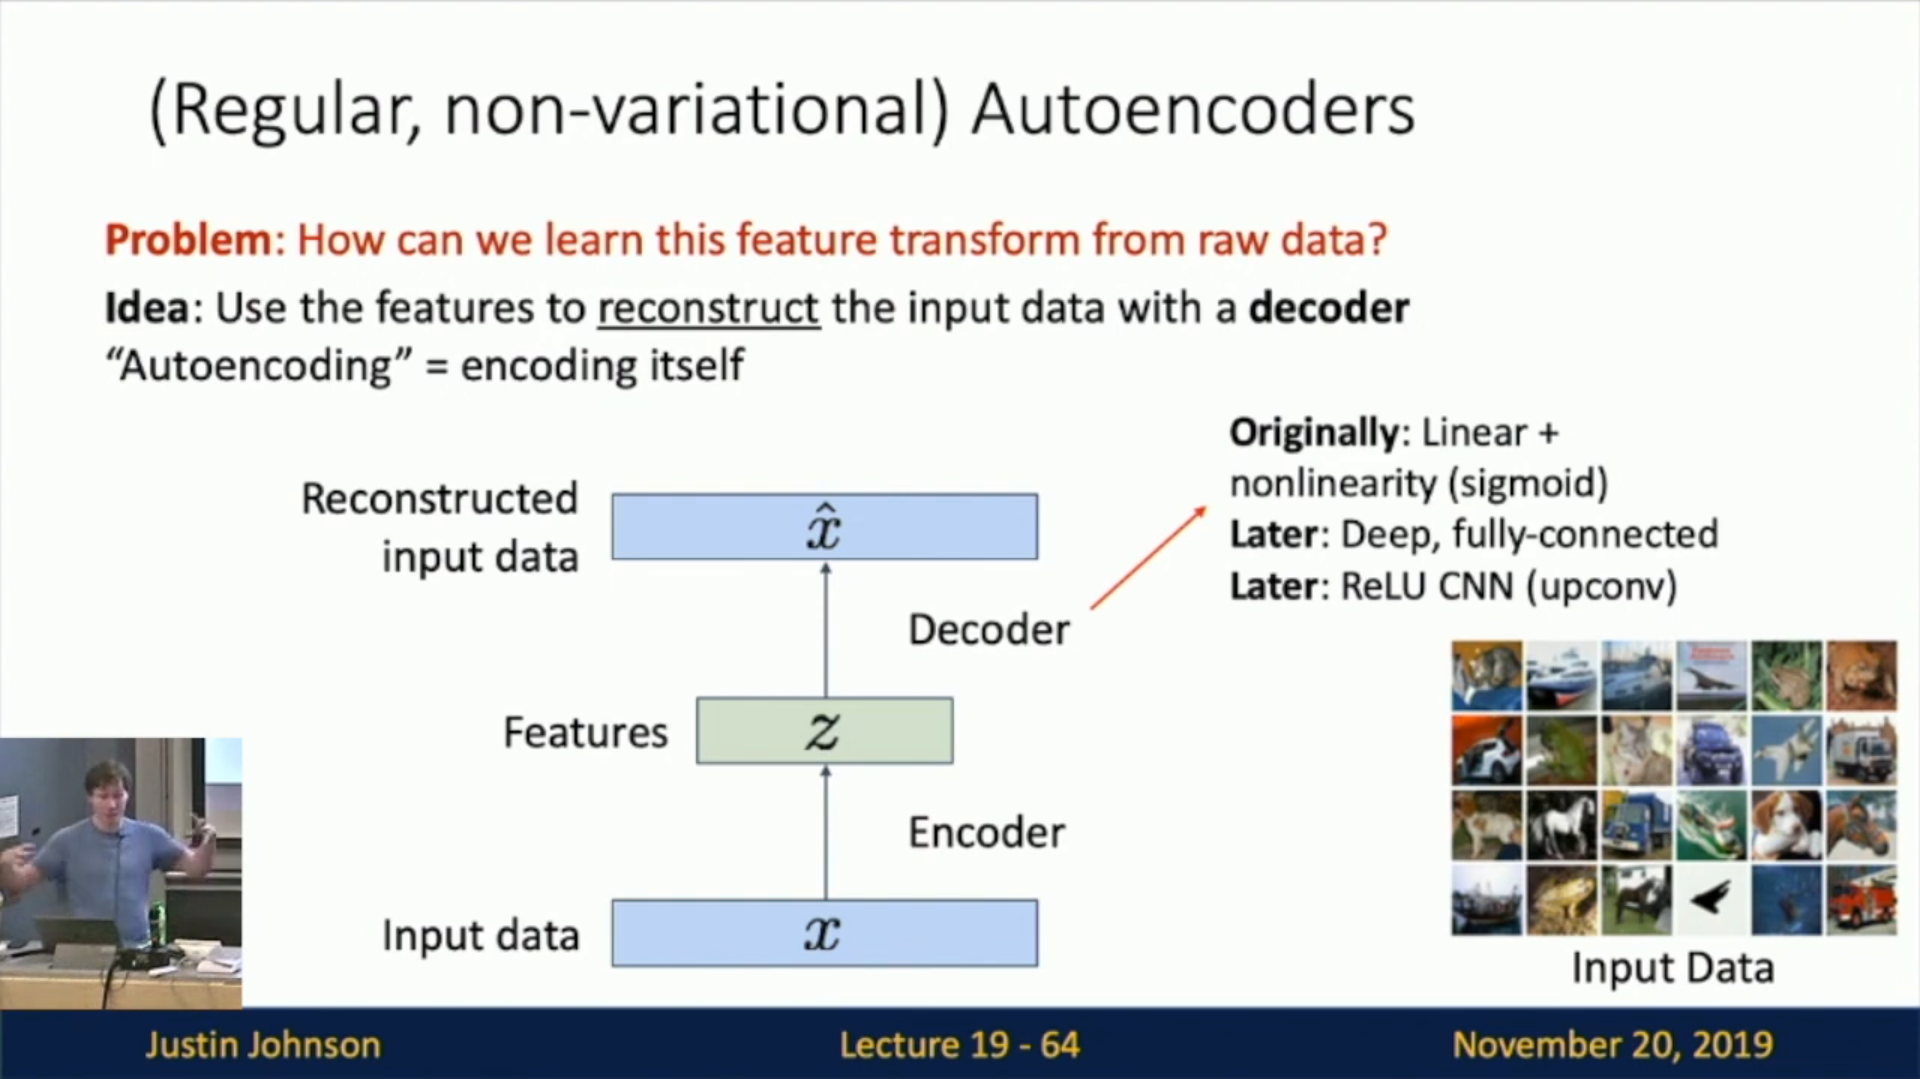 (Regular, non-variational) Autoencoders
Problem: How can we learn this feature transform from raw data?
Idea: Use the features to reconstruct the input data with a decoder
“Autoencoding” = encoding itself
Originally: Linear +
nonlinearity (sigmoid)
Later: Deep, fully-connected
Later: ReLU CNN (upconv)
Reconstructed
input data
x̂
Decoder
Features
z
Encoder
Input data
x
Input Data
Justin Johnson
Lecture 19 - 64
November 20, 2019